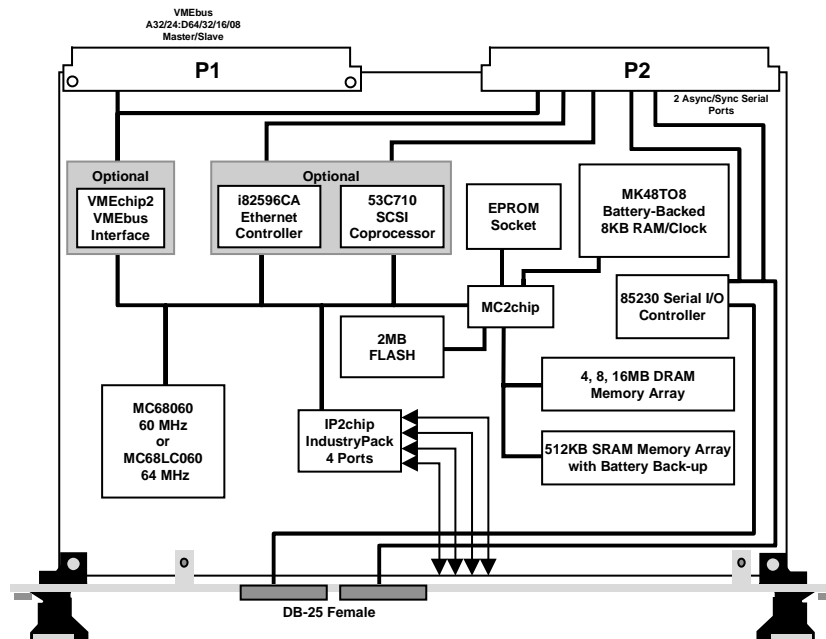 VMEbus
A32/24:D64/32/16/08
Master/Slave
P1
P2
2 Async/Sync Serial
Ports
Optional
VMEchip2
VMEbus
Interface
Optional
i82596CA
Ethernet
Controller
53C710
SCSI
Coprocessor
EPROM
Socket
MK48TO8
Battery-Backed
8KB RAM/Clock
MC2chip
85230 Serial I/O
Controller
2MB
FLASH
4, 8, 16MB DRAM
Memory Array
MC68060
60 MHz
or
MC68LC060
64 MHz
IP2chip
IndustryPack
4 Ports
512KB SRAM Memory Array
with Battery Back-up
DB-25 Female